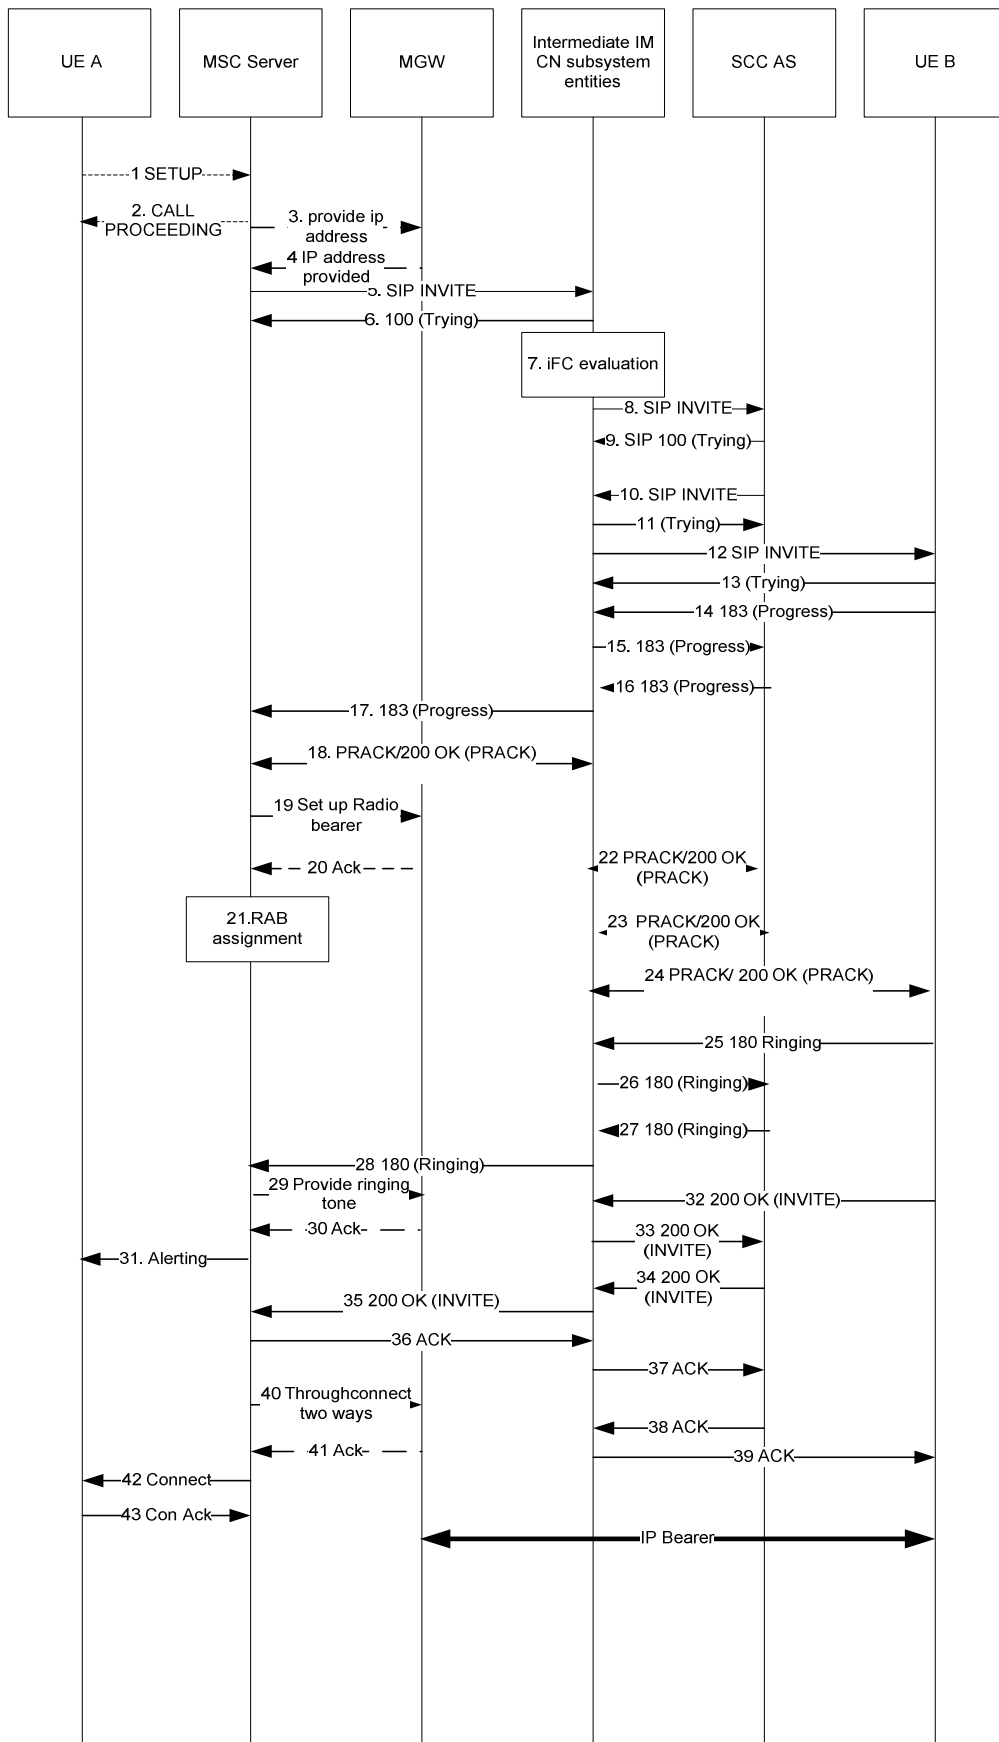 UE A
MSC Server
MGW
Intermediate IM
CN subsystem
entities
SCC AS
UE B
1 SETUP
2. CALL
PROCEEDING
3. provide ip
address
4 IP address
provided
5. SIP INVITE
6. 100 (Trying)
7. iFC evaluation
8. SIP INVITE
9. SIP 100 (Trying)
10. SIP INVITE
11 (Trying)
12 SIP INVITE
13 (Trying)
14 183 (Progress)
15. 183 (Progress)
16 183 (Progress)
17. 183 (Progress)
18. PRACK/200 OK (PRACK)
19 Set up Radio
bearer
20 Ack
22 PRACK/200 OK
(PRACK)
21.RAB
assignment
23 PRACK/200 OK
(PRACK)
24 PRACK/ 200 OK (PRACK)
25 180 Ringing
26 180 (Ringing)
27 180 (Ringing)
28 180 (Ringing)
29 Provide ringing
tone
32 200 OK (INVITE)
30 Ack
33 200 OK
(INVITE)
31. Alerting
34 200 OK
(INVITE)
35 200 OK (INVITE)
36 ACK
37 ACK
40 Throughconnect
two ways
38 ACK
41 Ack
39 ACK
42 Connect
43 Con Ack
IP Bearer